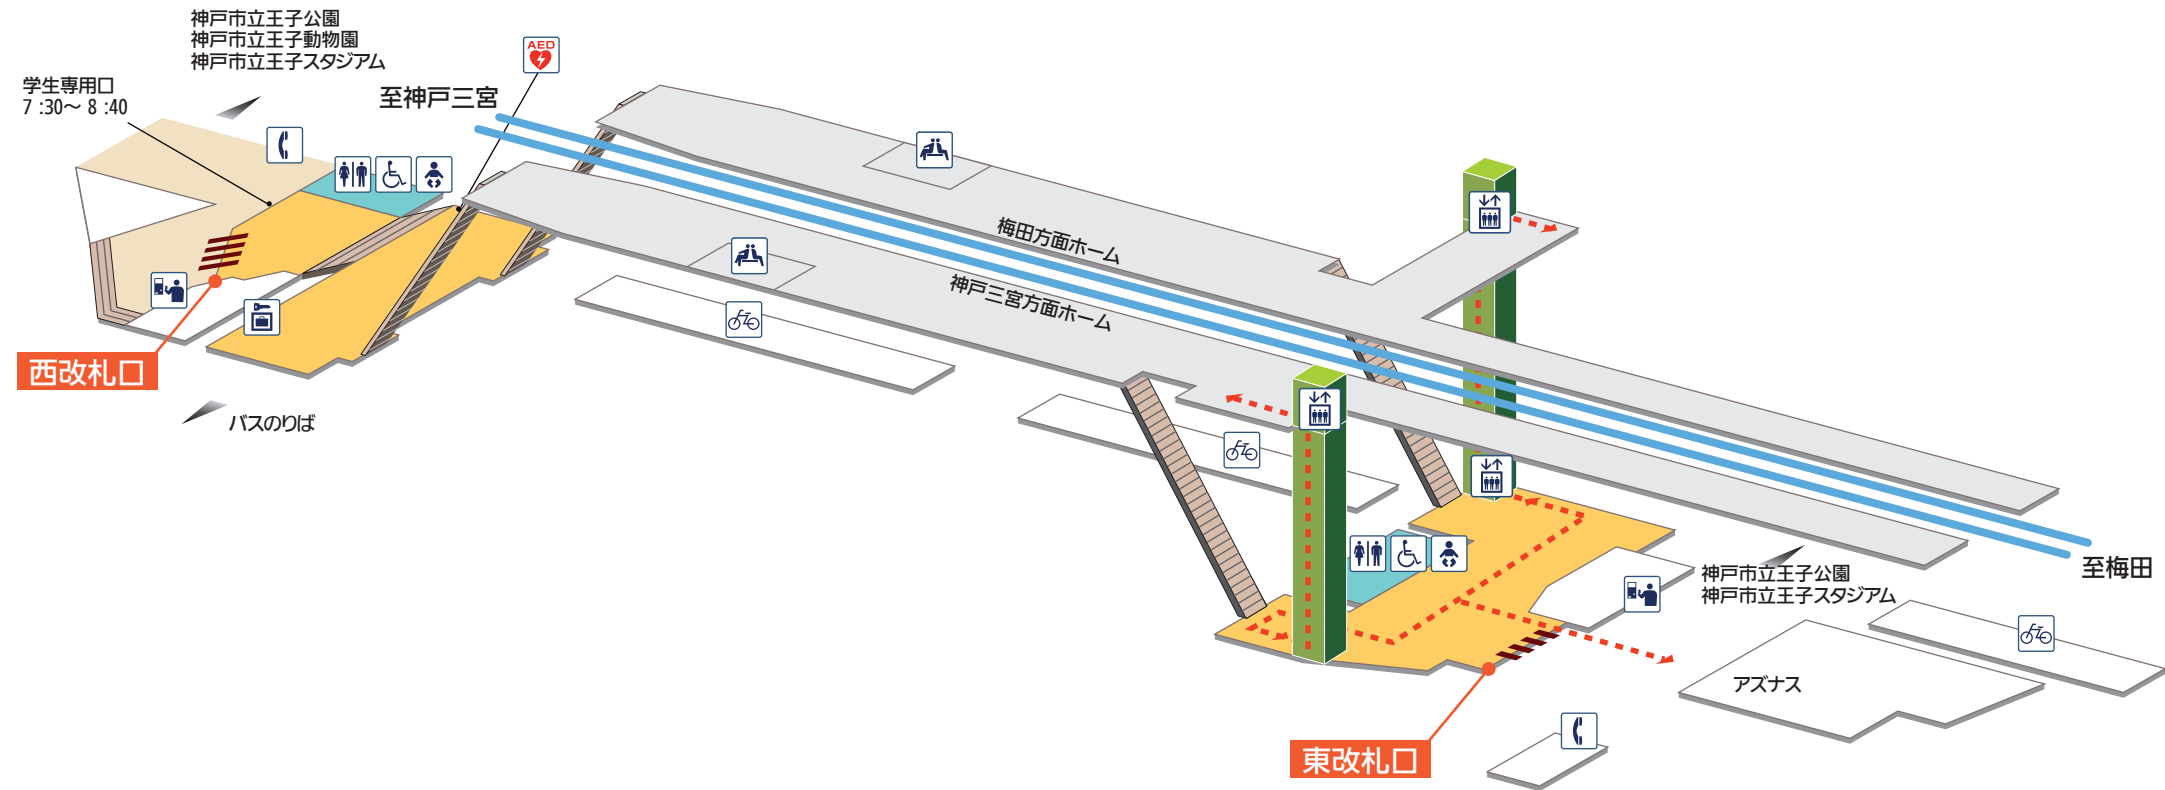 神戸市立王子公園
神戸市立王子動物園
神戸市立王子スタジアム
学生専用口
7:30～8:40
至神戸三宮
AED
梅田方面ホーム
神戸三宮方面ホーム
西改札口
バスのりば
至梅田
神戸市立王子公園
神戸市立王子スタジアム
アズナス
東改札口